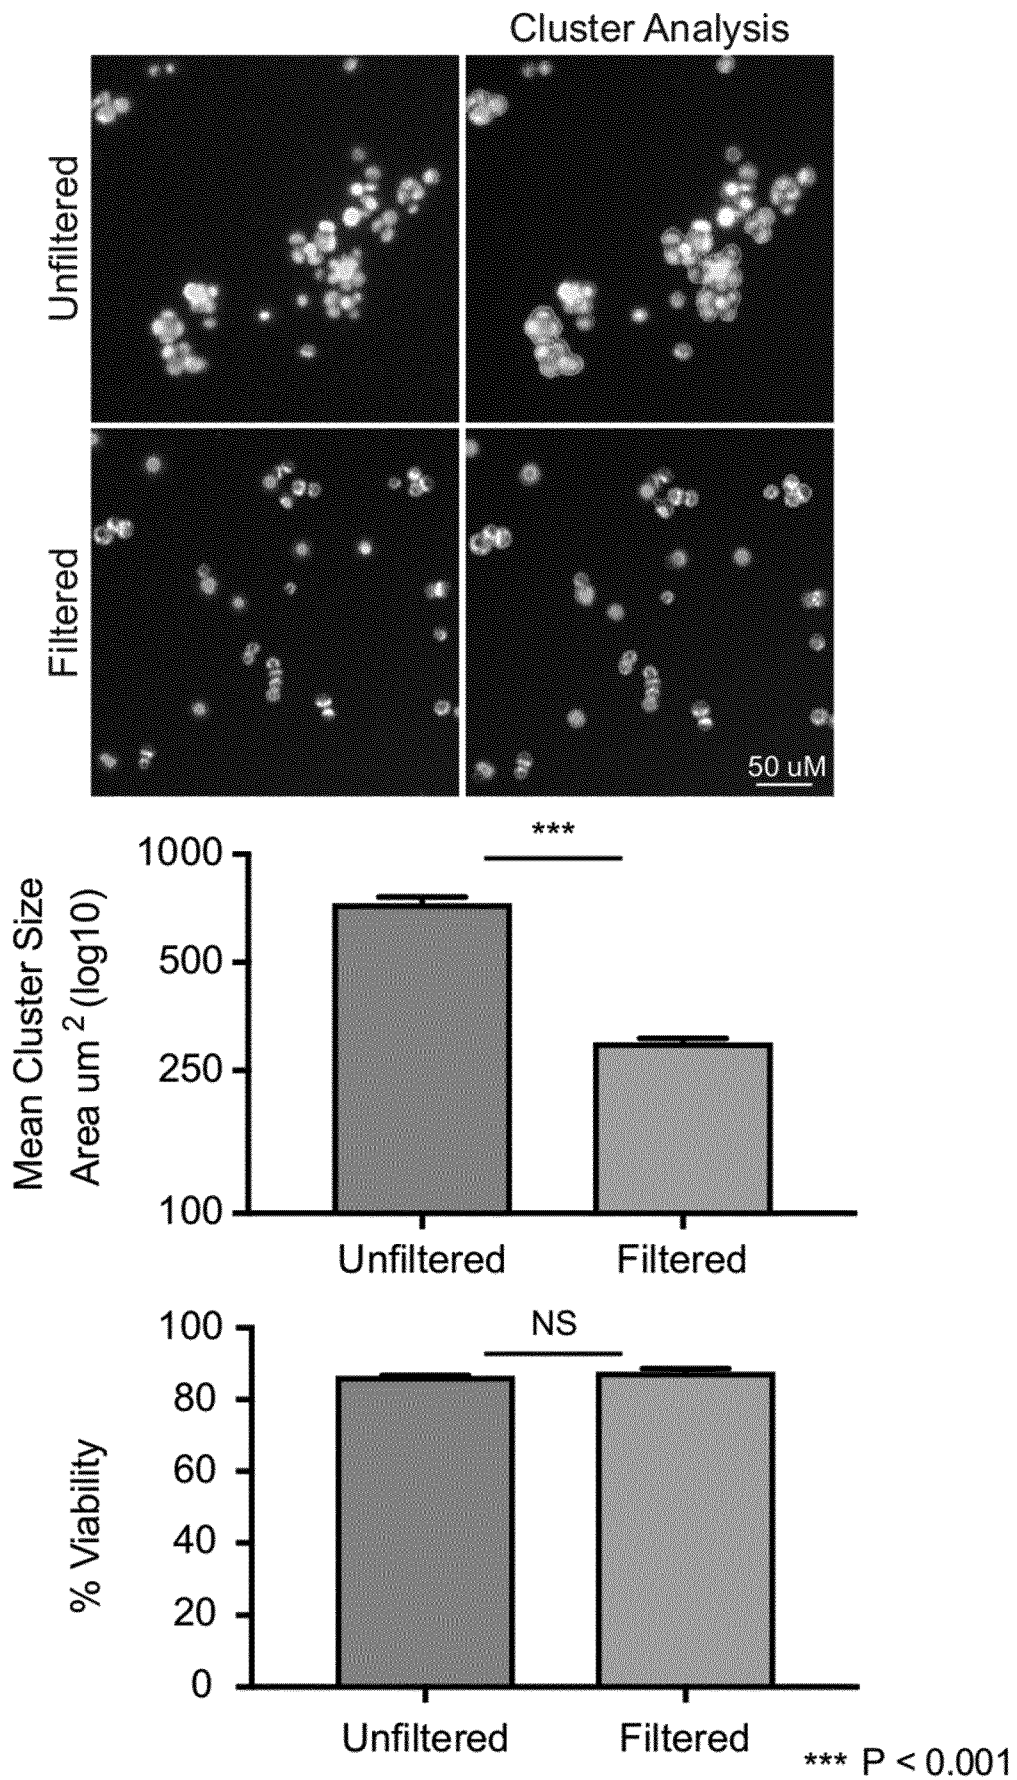 Cluster Analysis
Unfiltered
Filtered
50 uM
***
Mean Cluster Size
Area um 2 (log10)
1000
500
250
100
Unfiltered
Filtered
NS
% Viability
100
80
60
40
20
0
Unfiltered
Filtered
*** P < 0.001